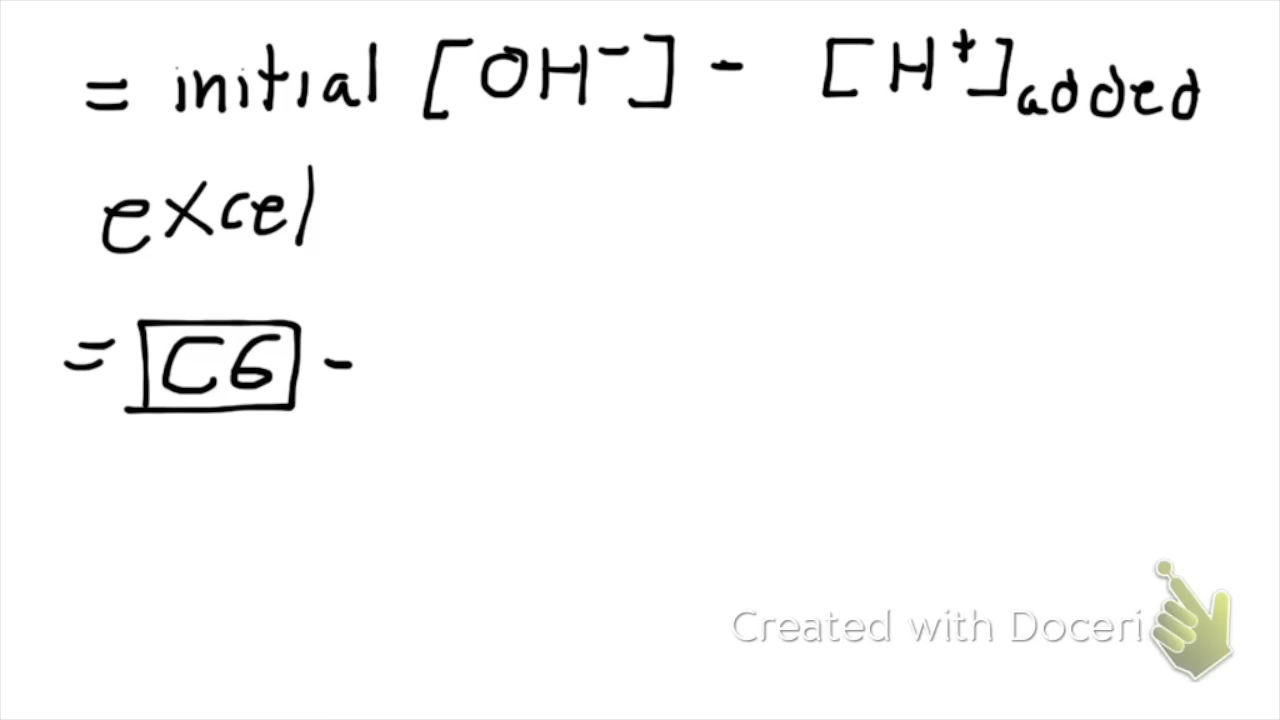 = initial [OH⁻] - [H⁺]added
excel
= C6 -
Created with Doceri